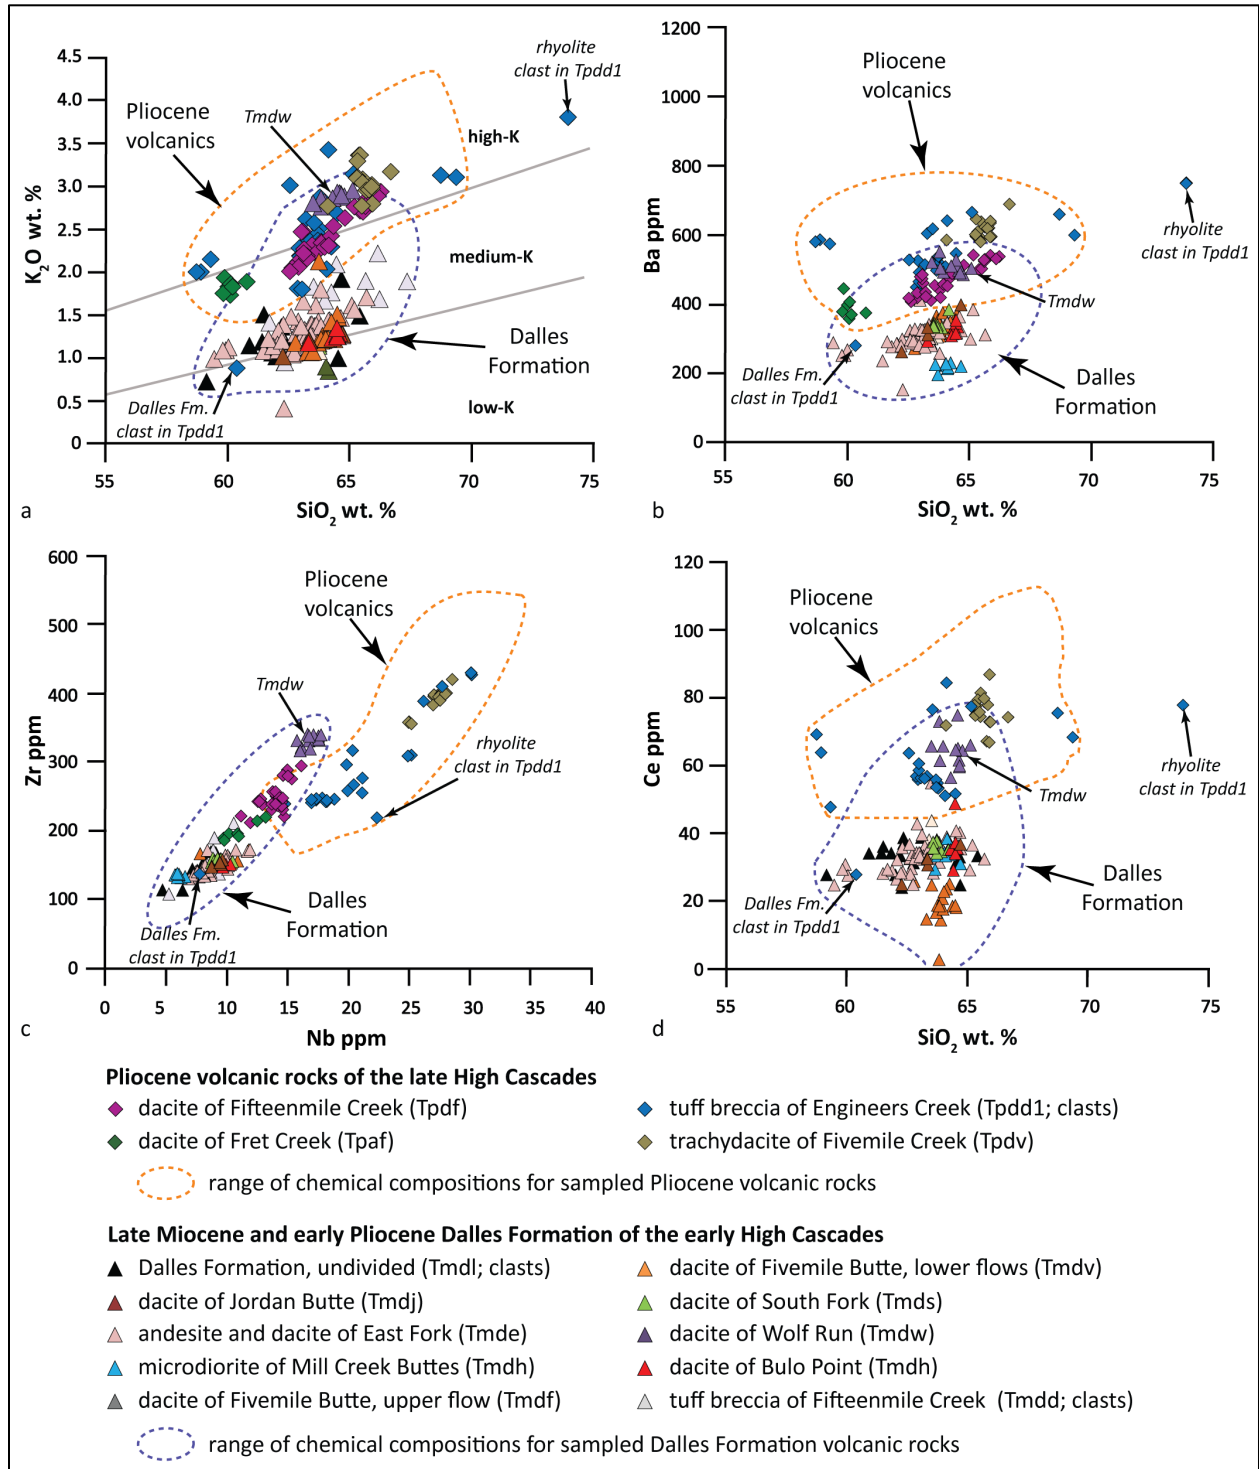 rhyolite
clast in Tpdd1
Pliocene
volcanics
Tmdw
high-K
medium-K
low-K
Dalles
Formation
Dalles Fm.
clast in Tpdd1
4.5
4.0
3.5
3.0
2.5
2.0
1.5
1.0
0.5
0
K₂O wt. %
55
60
65
70
75
SiO₂ wt. %
a
1200
1000
800
600
400
200
0
Ba ppm
Pliocene
volcanics
rhyolite
clast in Tpdd1
Tmdw
Dalles Fm.
clast in Tpdd1
Dalles
Formation
55
60
65
70
75
SiO₂ wt. %
b
600
500
400
300
200
100
0
Zr ppm
Pliocene
volcanics
Tmdw
rhyolite
clast in Tpdd1
Dalles
Formation
Dalles Fm.
clast in Tpdd1
0
5
10
15
20
25
30
35
40
Nb ppm
c
120
100
80
60
40
20
0
Ce ppm
Pliocene
volcanics
rhyolite
clast in Tpdd1
Tmdw
Dalles Fm.
clast in Tpdd1
Dalles
Formation
55
60
65
70
75
SiO₂ wt. %
d
Pliocene volcanic rocks of the late High Cascades
dacite of Fifteenmile Creek (Tpdf)
tuff breccia of Engineers Creek (Tpdd1; clasts)
dacite of Fret Creek (Tpaf)
trachydacite of Fivemile Creek (Tpdv)
range of chemical compositions for sampled Pliocene volcanic rocks
Late Miocene and early Pliocene Dalles Formation of the early High Cascades
Dalles Formation, undivided (Tmdl; clasts)
dacite of Fivemile Butte, lower flows (Tmdv)
dacite of Jordan Butte (Tmdj)
dacite of South Fork (Tmds)
andesite and dacite of East Fork (Tmde)
dacite of Wolf Run (Tmdw)
microdiorite of Mill Creek Buttes (Tmdh)
dacite of Bulo Point (Tmdh)
dacite of Fivemile Butte, upper flow (Tmdf)
tuff breccia of Fifteenmile Creek (Tmdd; clasts)
range of chemical compositions for sampled Dalles Formation volcanic rocks